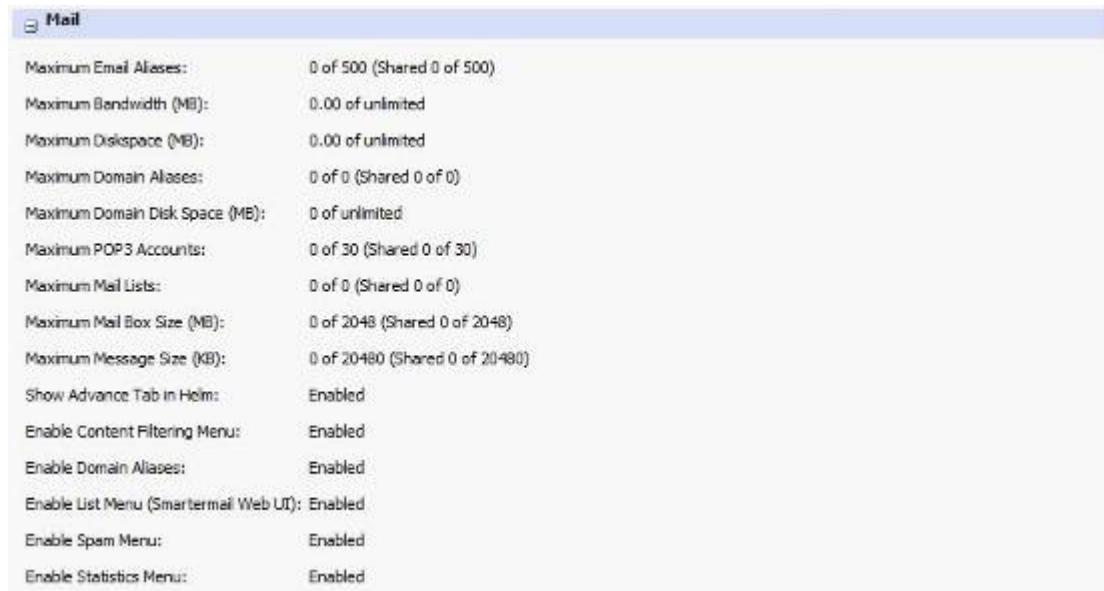 Mail
Maximum Email Aliases: 0 of 500 (Shared 0 of 500)
Maximum Bandwidth (MB): 0.00 of unlimited
Maximum Diskspace (MB): 0.00 of unlimited
Maximum Domain Aliases: 0 of 0 (Shared 0 of 0)
Maximum Domain Disk Space (MB): 0 of unlimited
Maximum POP3 Accounts: 0 of 30 (Shared 0 of 30)
Maximum Mail Lists: 0 of 0 (Shared 0 of 0)
Maximum Mail Box Size (MB): 0 of 2048 (Shared 0 of 2048)
Maximum Message Size (KB): 0 of 20480 (Shared 0 of 20480)
Show Advance Tab in Helm: Enabled
Enable Content Filtering Menu: Enabled
Enable Domain Aliases: Enabled
Enable List Menu (Smartermail Web UI): Enabled
Enable Spam Menu: Enabled
Enable Statistics Menu: Enabled